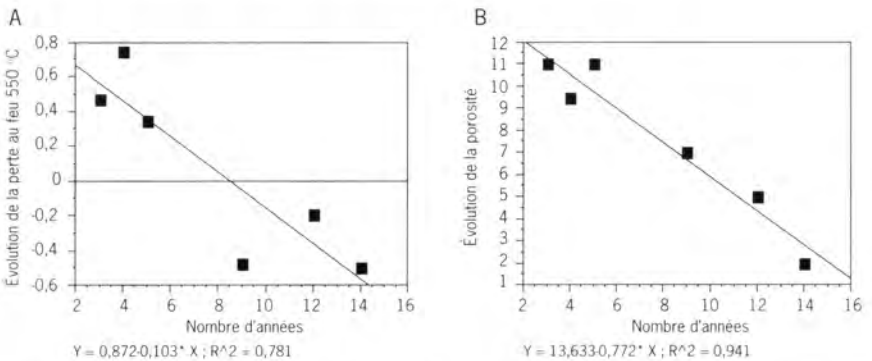 A
Évolution de la perte au feu 550 °C
0,8
0,6
0,4
0,2
0
-0,2
-0,4
-0,6
2 4 6 8 10 12 14 16
Nombre d'années
Y = 0,872-0,103* X ; R^2 = 0,781
B
Évolution de la porosité
12
11
10
9
8
7
6
5
4
3
2
1
2 4 6 8 10 12 14 16
Nombre d'années
Y = 13,633-0,772* X ; R^2 = 0,941